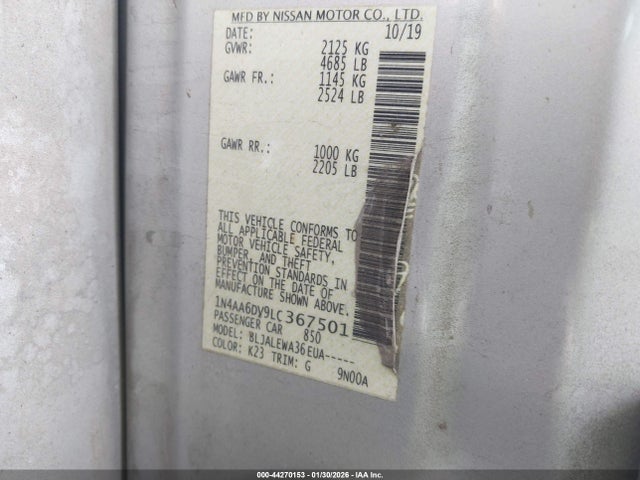 MFD BY NISSAN MOTOR CO., LTD.
DATE: 10/19
GVWR: 2125 KG
4685 LB
GAWR FR.: 1145 KG
2524 LB
GAWR RR.: 1000 KG
2205 LB
THIS VEHICLE CONFORMS TO
ALL APPLICABLE FEDERAL
MOTOR VEHICLE SAFETY,
BUMPER, AND THEFT
PREVENTION STANDARDS IN
EFFECT ON THE DATE OF
MANUFACTURE SHOWN ABOVE.
1N4AA6DV9LC367501
PASSENGER CAR 850
MODEL: BLJALEWA36EUA-----
COLOR: K23 TRIM: G 9N00A
000-44270153 | 01/30/2026 - IAA Inc.